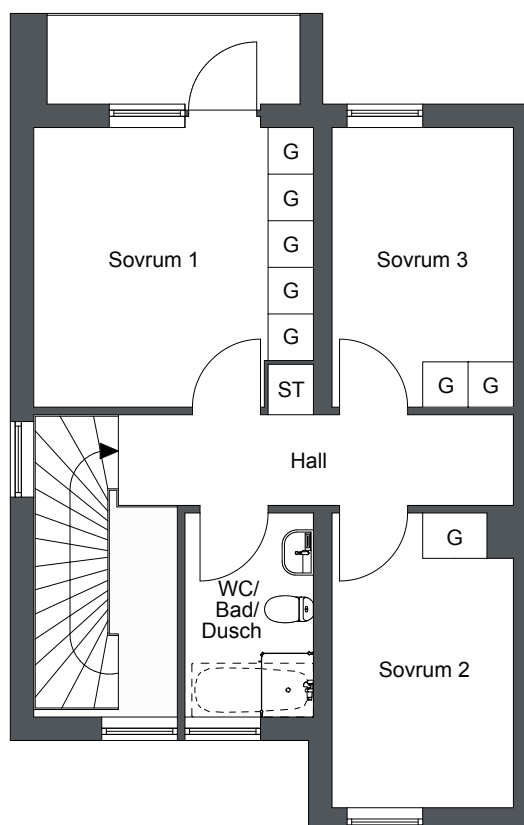 G
G
G
G
G
Sovrum 1
Sovrum 3
ST
G
G
Hall
G
WC/
Bad/
Dusch
Sovrum 2